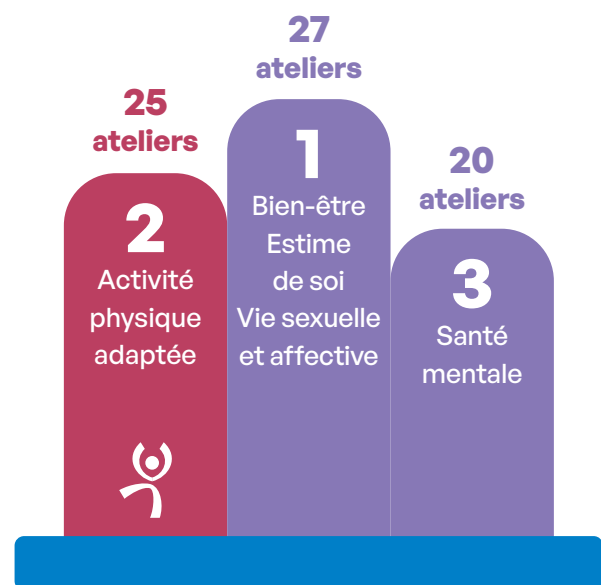 25
ateliers
2
Activité
physique
adaptée
27
ateliers
1
Bien-être
Estime
de soi
Vie sexuelle
et affective
20
ateliers
3
Santé
mentale